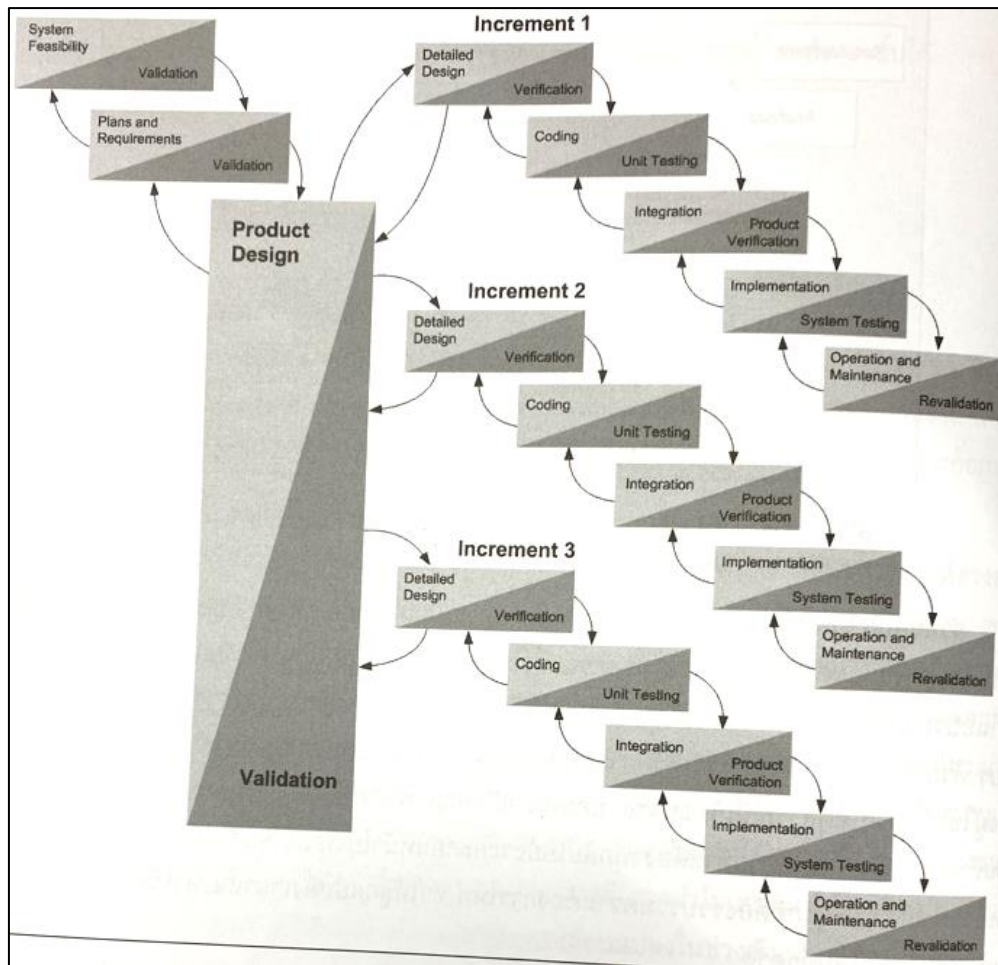 System
Feasibility
Validation
Plans and
Requirements
Validation
Product
Design
Validation
Increment 1
Detailed
Design
Verification
Coding
Unit Testing
Integration
Product
Verification
Implementation
System Testing
Operation and
Maintenance
Revalidation
Increment 2
Detailed
Design
Verification
Coding
Unit Testing
Integration
Product
Verification
Implementation
System Testing
Operation and
Maintenance
Revalidation
Increment 3
Detailed
Design
Verification
Coding
Unit Testing
Integration
Product
Verification
Implementation
System Testing
Operation and
Maintenance
Revalidation